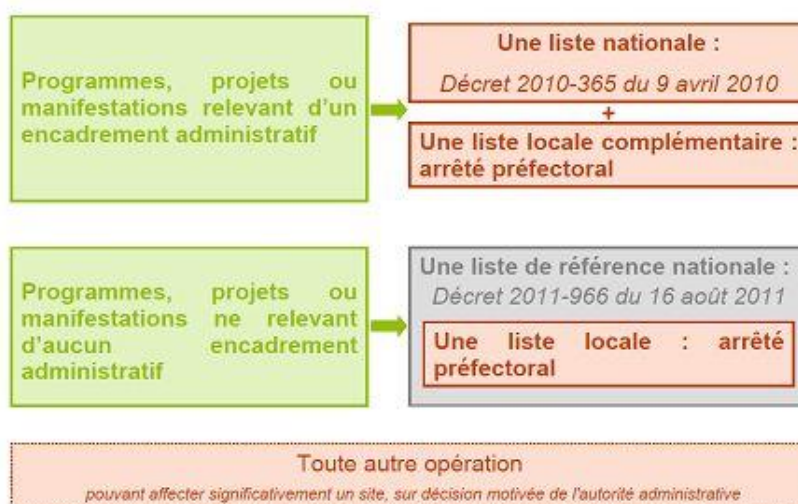 Programmes, projets ou
manifestations relevant d'un
encadrement administratif
Une liste nationale :
Décret 2010-365 du 9 avril 2010
+
Une liste locale complémentaire :
arrêté préfectoral
Programmes, projets ou
manifestations ne relevant
d'aucun encadrement
administratif
Une liste de référence nationale :
Décret 2011-966 du 16 août 2011
Une liste locale : arrêté
préfectoral
Toute autre opération
pouvant affecter significativement un site, sur décision motivée de l'autorité administrative